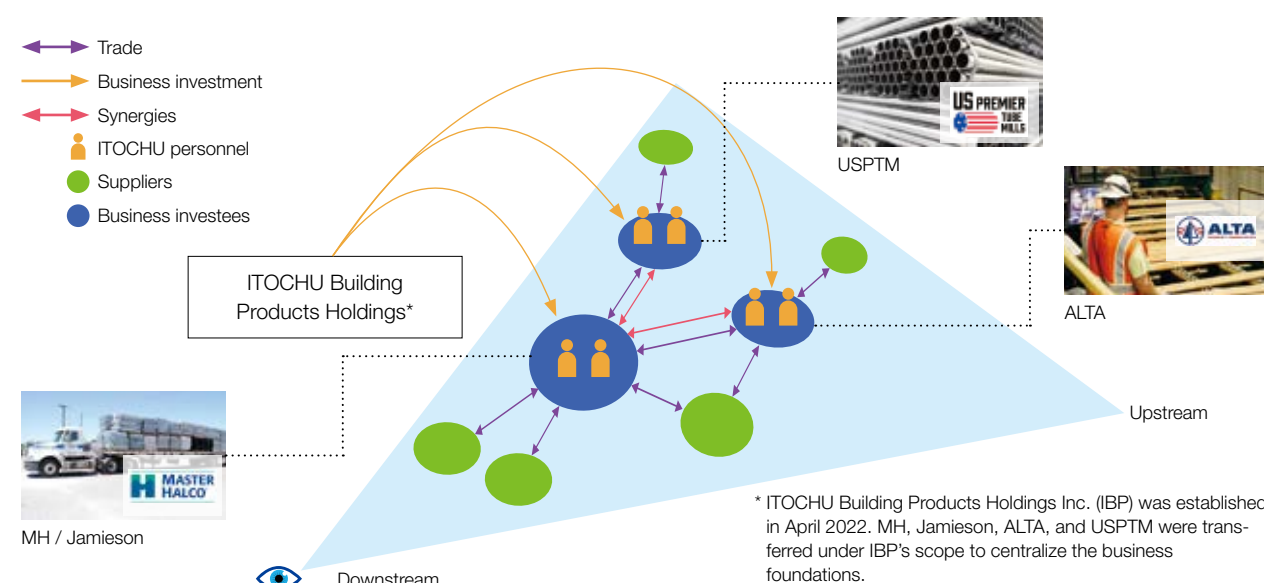 Trade
Business investment
Synergies
ITOCHU personnel
Suppliers
Business investees
ITOCHU Building
Products Holdings*
US PREMIER
TUBE
MILLS
USPTM
ALTA
ALTA
Upstream
MASTER
HALCO
MH / Jamieson
Downstream
* ITOCHU Building Products Holdings Inc. (IBP) was established
in April 2022. MH, Jamieson, ALTA, and USPTM were trans-
ferred under IBP's scope to centralize the business
foundations.